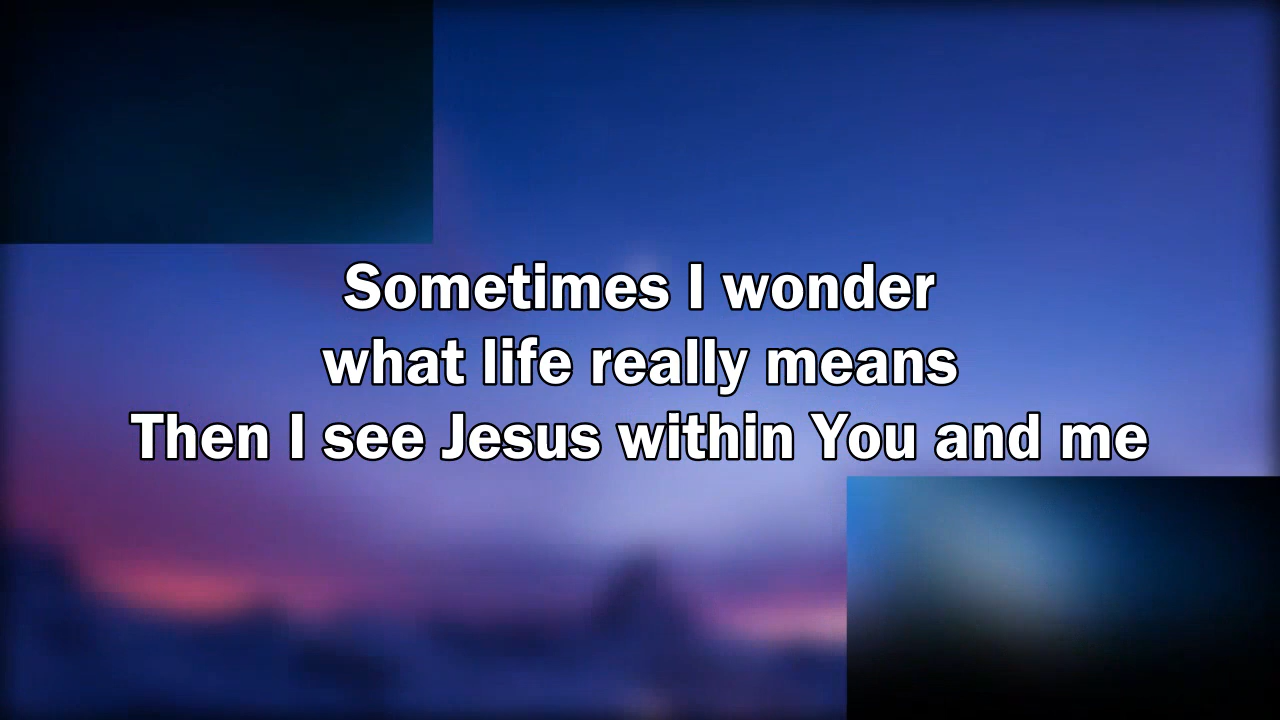 Sometimes I wonder
what life really means
Then I see Jesus within You and me